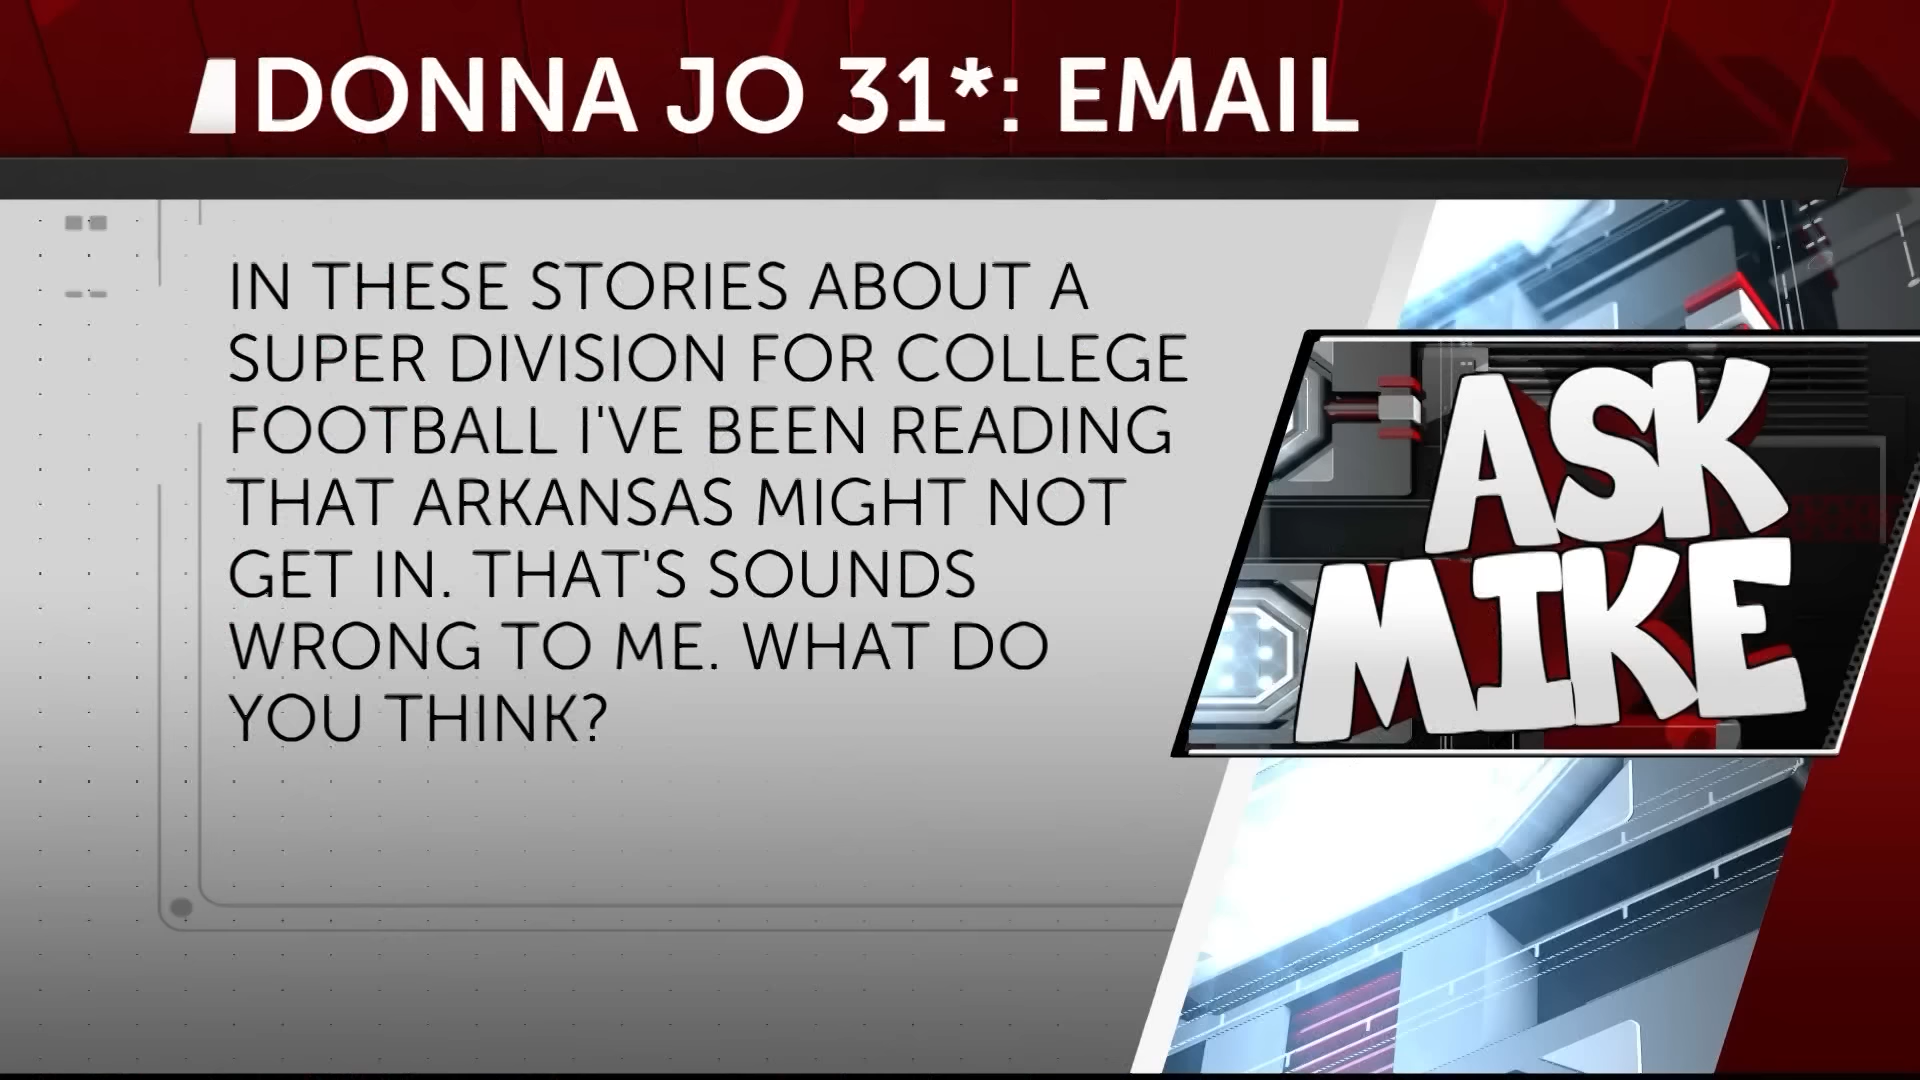 DONNA JO 31*: EMAIL
IN THESE STORIES ABOUT A
SUPER DIVISION FOR COLLEGE
FOOTBALL I'VE BEEN READING
THAT ARKANSAS MIGHT NOT
GET IN. THAT'S SOUNDS
WRONG TO ME. WHAT DO
YOU THINK?
ASK
MIKE